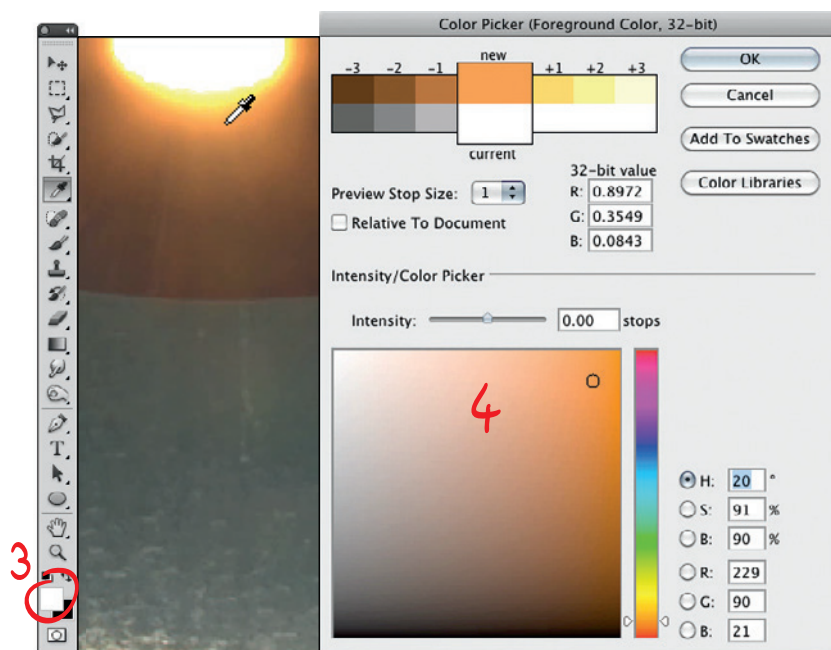 Color Picker (Foreground Color, 32-bit)
new
-3 -2 -1 +1 +2 +3
current
OK
Cancel
Add To Swatches
Color Libraries
Preview Stop Size: 1
Relative To Document
32-bit value
R: 0.8972
G: 0.3549
B: 0.0843
Intensity/Color Picker
Intensity: 0.00 stops
4
H: 20 °
S: 91 %
B: 90 %
R: 229
G: 90
B: 21
T
3